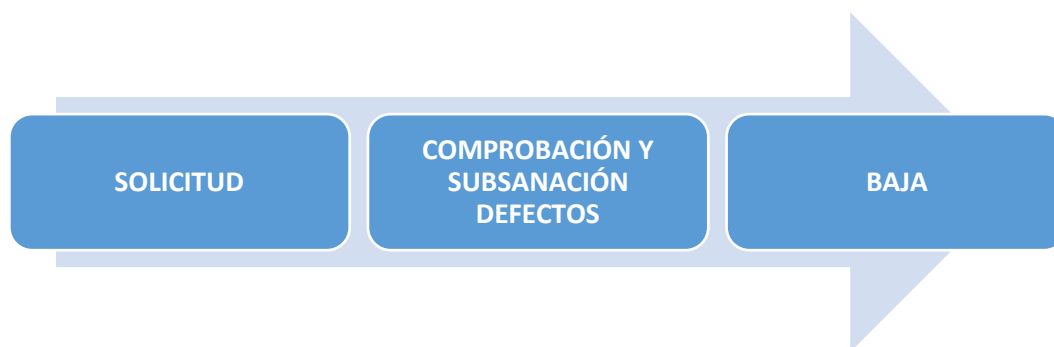 SOLICITUD
COMPROBACIÓN Y
SUBSANACIÓN
DEFECTOS
BAJA